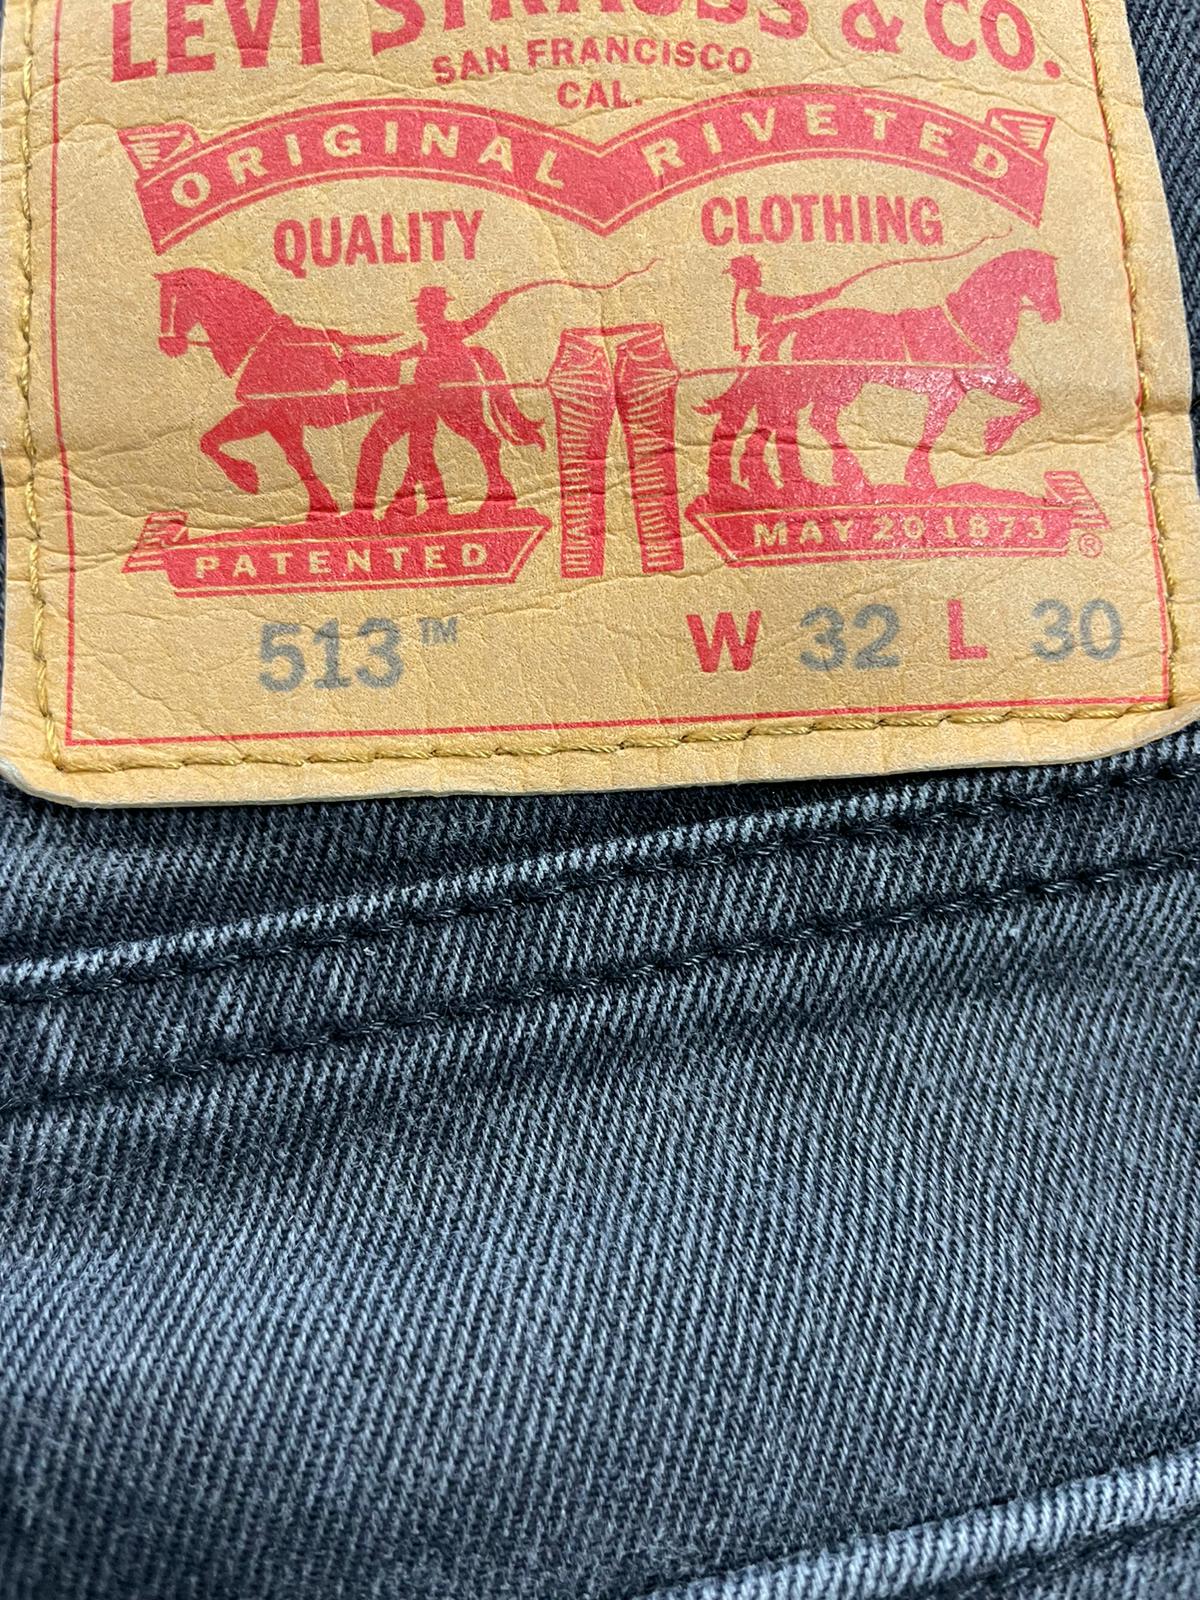 LEVI STRAUSS & CO.
SAN FRANCISCO
CAL.
ORIGINAL RIVETED
QUALITY CLOTHING
PATENTED MAY 20 1873 ®
513™ W 32 L 30